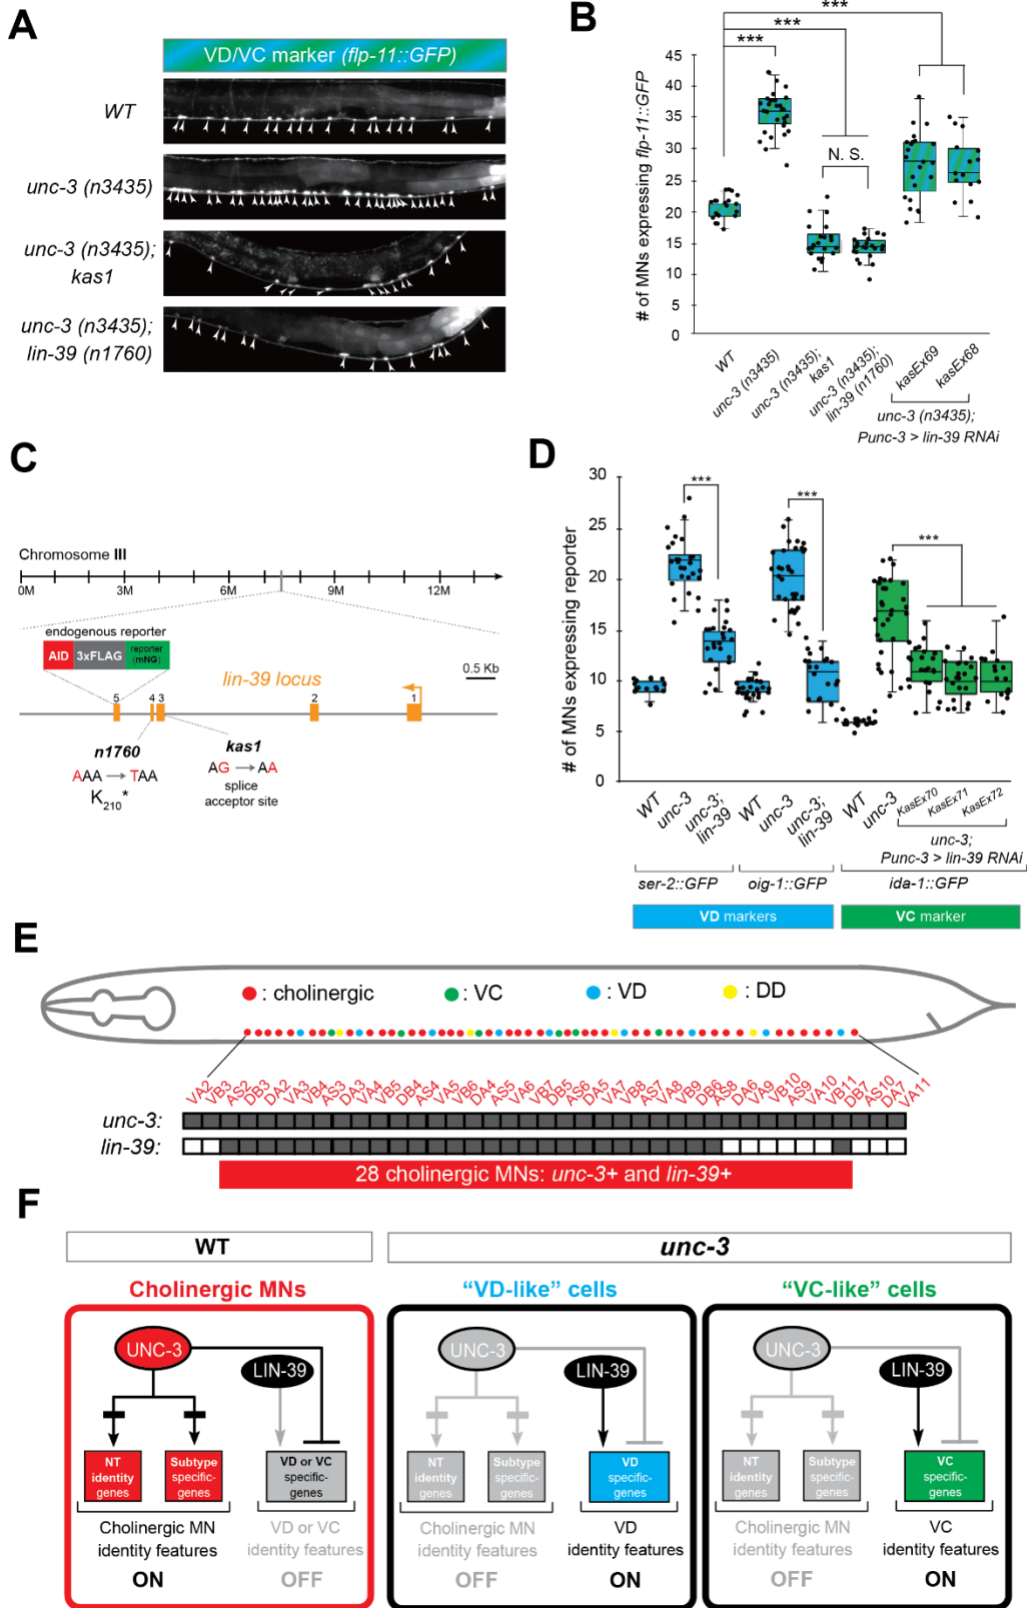 A
VD/VC marker (flp-11::GFP)
WT
unc-3 (n3435)
unc-3 (n3435);
kas1
unc-3 (n3435);
lin-39 (n1760)
B
***
***
***
N. S.
# of MNs expressing flp-11::GFP
45
40
35
30
25
20
15
10
5
0
WT
unc-3 (n3435)
unc-3 (n3435);
kas1
unc-3 (n3435);
lin-39 (n1760)
kasEx69
kasEx68
unc-3 (n3435);
Punc-3 > lin-39 RNAi
C
Chromosome III
0M 3M 6M 9M 12M
endogenous reporter
AID 3xFLAG reporter
(mNG)
0.5 Kb
lin-39 locus
5 4 3 2 1
n1760
AAA → TAA
K210*
kas1
AG → AA
splice
acceptor site
D
# of MNs expressing reporter
30
25
20
15
10
5
0
***
***
***
WT
unc-3
unc-3;
lin-39
WT
unc-3
unc-3;
lin-39
WT
unc-3
KasEx70
KasEx71
KasEx72
unc-3;
Punc-3 > lin-39 RNAi
ser-2::GFP oig-1::GFP ida-1::GFP
VD markers VC marker
E
: cholinergic : VC : VD : DD
VA2 VB3 AS2 DB3 DA2 VA3 VB4 AS3 DA3 VA4 VB5 DB4 AS4 VA5 VB6 DA4 AS5 VA6 VB7 DB5 AS6 DA5 VA7 VB8 AS7 VA8 VB9 DB6 AS8 DA6 VA9 VB10 AS9 VA10 VB11 DB7 AS10 DA7 VA11
unc-3:
lin-39:
28 cholinergic MNs: unc-3+ and lin-39+
F
WT unc-3
Cholinergic MNs
UNC-3
LIN-39
NT
identity
genes
Subtype
specific-
genes
VD or VC
specific-
genes
Cholinergic MN
identity features
ON
VD or VC
identity features
OFF
"VD-like" cells
UNC-3
LIN-39
NT
identity
genes
Subtype
specific-
genes
VD
specific-
genes
Cholinergic MN
identity features
OFF
VD
identity features
ON
"VC-like" cells
UNC-3
LIN-39
NT
identity
genes
Subtype
specific-
genes
VC
specific-
genes
Cholinergic MN
identity features
OFF
VC
identity features
ON